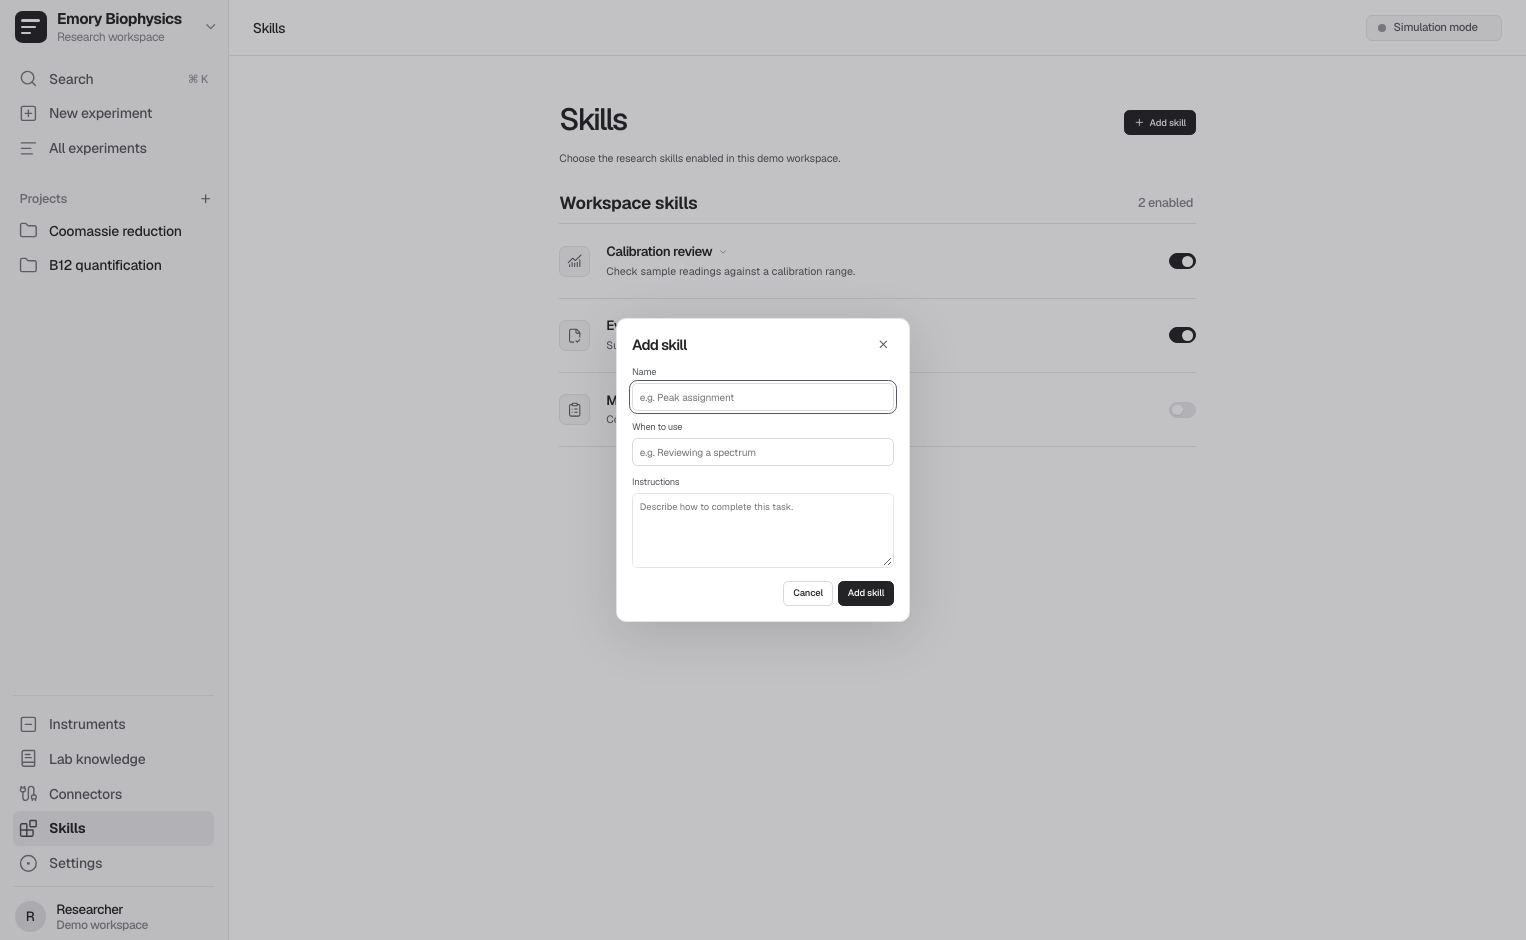 Emory Biophysics
Research workspace
Search
⌘ K
New experiment
All experiments
Projects
Coomassie reduction
B12 quantification
Instruments
Lab knowledge
Connectors
Skills
Settings
R
Researcher
Demo workspace
Skills
Simulation mode
Skills
Add skill
Choose the research skills enabled in this demo workspace.
Workspace skills
2 enabled
Calibration review
Check sample readings against a calibration range.
Add skill
Name
e.g. Peak assignment
When to use
e.g. Reviewing a spectrum
Instructions
Describe how to complete this task.
Cancel
Add skill